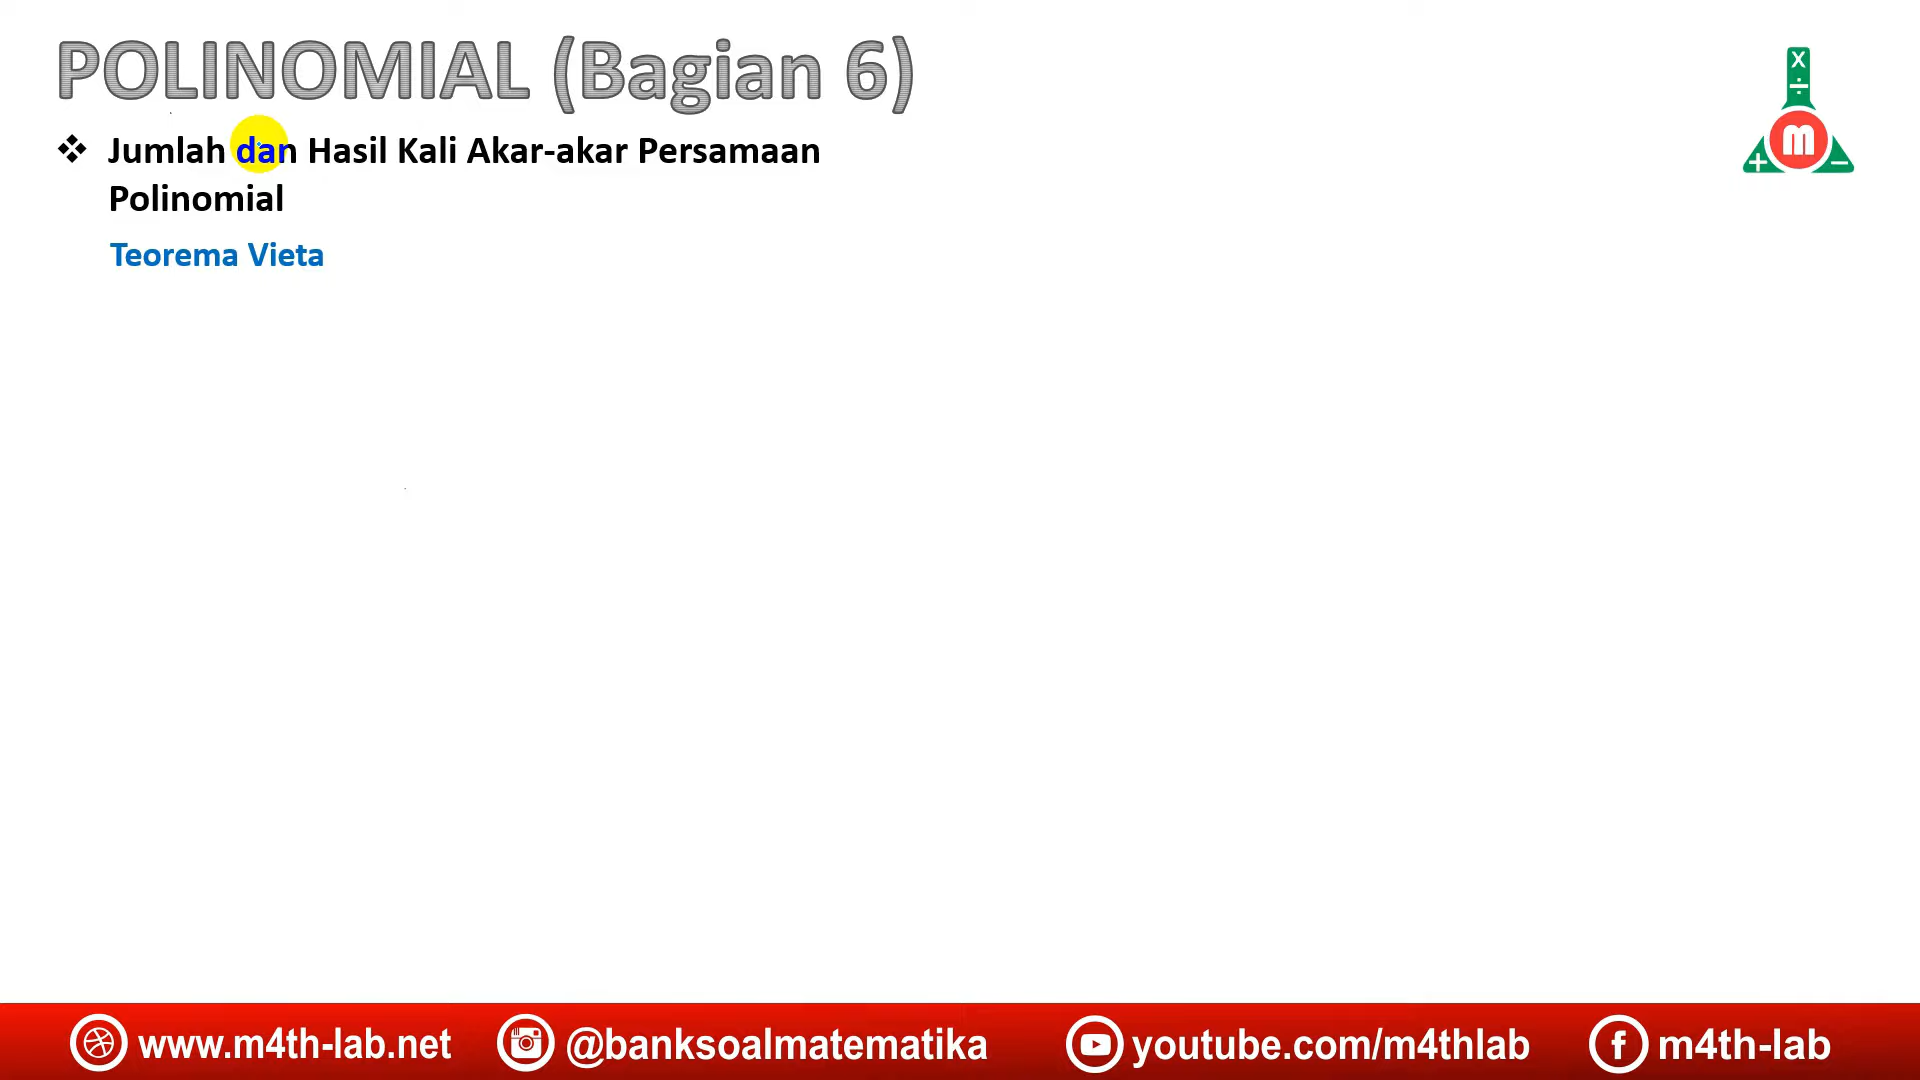 POLINOMIAL (Bagian 6)
❖ Jumlah dan Hasil Kali Akar-akar Persamaan
Polinomial
Teorema Vieta
X
÷
m
+ −
www.m4th-lab.net @banksoalmatematika youtube.com/m4thlab m4th-lab